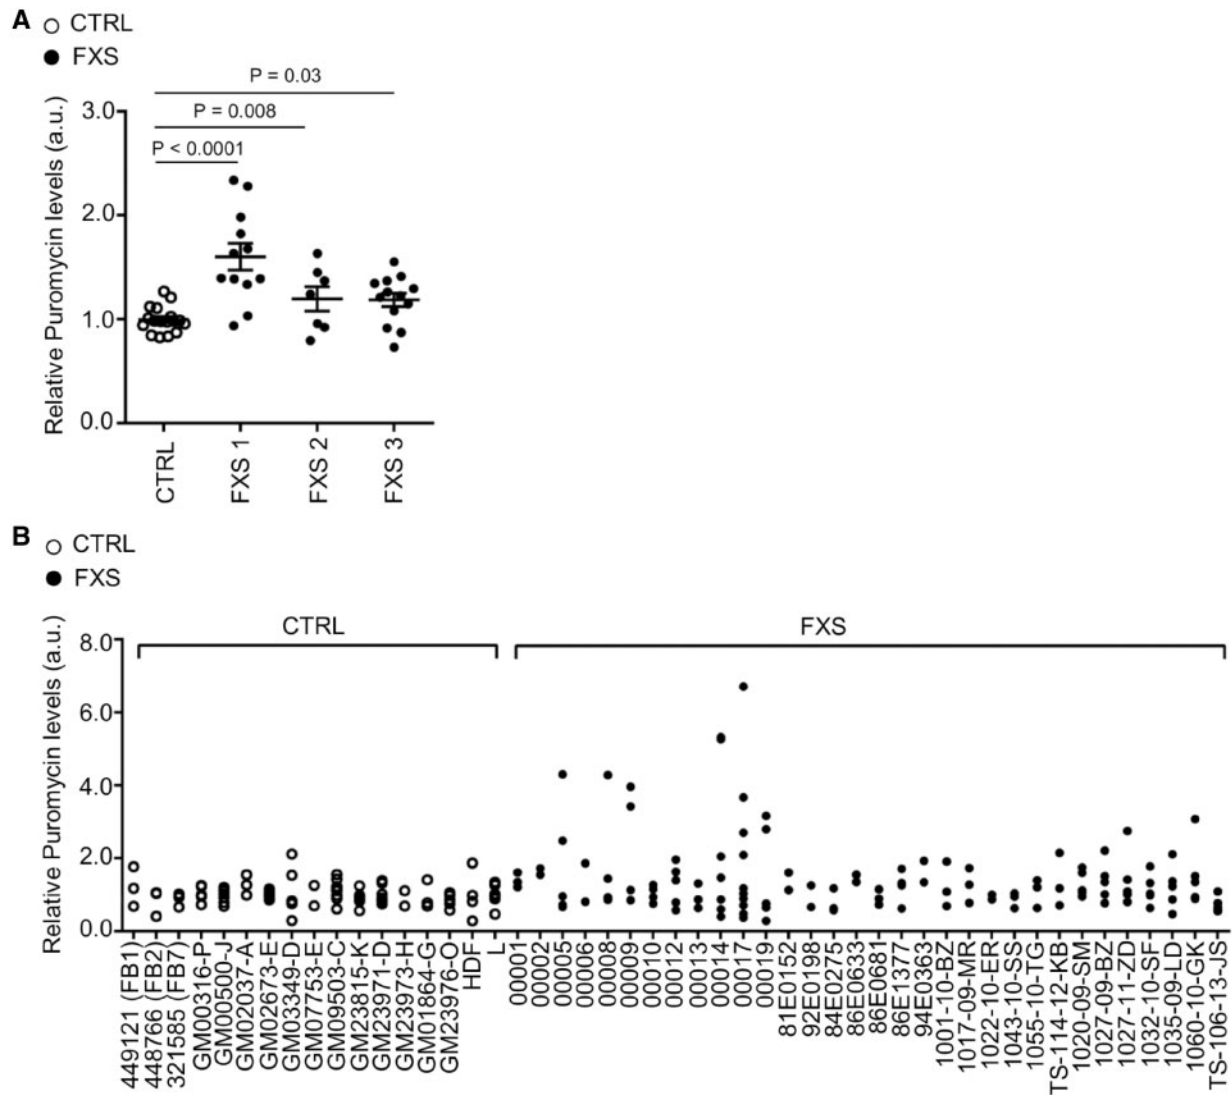 A
CTRL
FXS
P = 0.03
P = 0.008
P < 0.0001
Relative Puromycin levels (a.u.)
3.0
2.0
1.0
0.0
CTRL
FXS 1
FXS 2
FXS 3
B
CTRL
FXS
CTRL
FXS
Relative Puromycin levels (a.u.)
8.0
6.0
4.0
2.0
0.0
449121 (FB1)
448766 (FB2)
321585 (FB7)
GM00316-P
GM00500-J
GM02037-A
GM02673-E
GM03349-D
GM07753-E
GM09503-C
GM23815-K
GM23971-D
GM23973-H
GM01864-G
GM23976-O
HDF
L
00001
00002
00005
00006
00008
00009
00010
00012
00013
00014
00017
00019
81E0152
92E0198
84E0275
86E0633
86E0681
86E1377
94E0363
1001-10-BZ
1017-09-MR
1022-10-ER
1043-10-SS
1055-10-TG
TS-114-12-KB
1020-09-SM
1027-09-BZ
1027-11-ZD
1032-10-SF
1035-09-LD
1060-10-GK
TS-106-13-JS